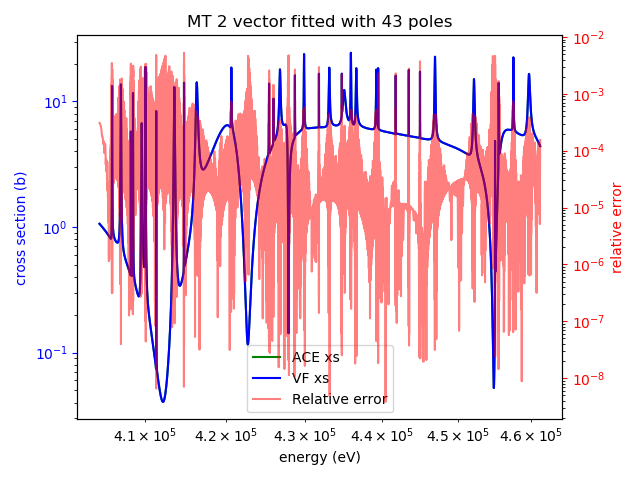 MT 2 vector fitted with 43 poles
cross section (b)
10¹
10⁰
10⁻¹
10⁻²
10⁻³
10⁻⁴
10⁻⁵
10⁻⁶
10⁻⁷
10⁻⁸
relative error
ACE xs
VF xs
Relative error
4.1 × 10⁵ 4.2 × 10⁵ 4.3 × 10⁵ 4.4 × 10⁵ 4.5 × 10⁵ 4.6 × 10⁵
energy (eV)